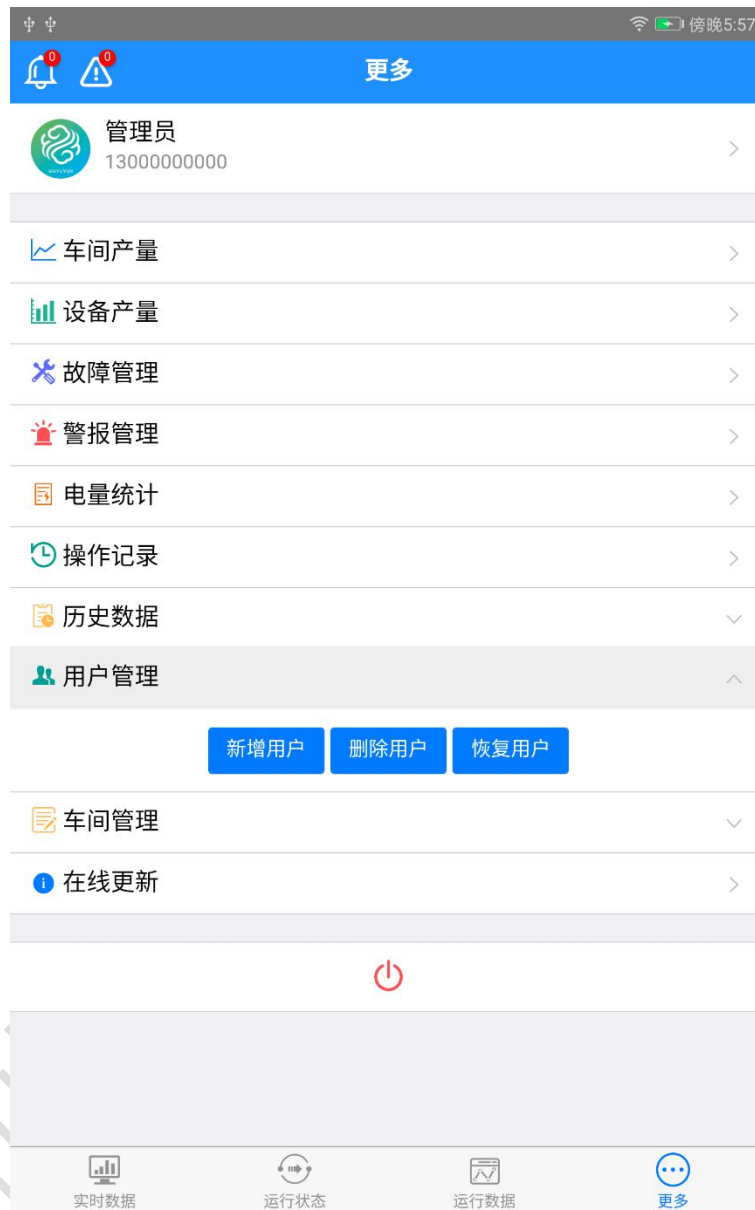 傍晚5:57
0
0
更多
管理员
13000000000
车间产量
设备产量
故障管理
警报管理
电量统计
操作记录
历史数据
用户管理
新增用户 删除用户 恢复用户
车间管理
在线更新
实时数据 运行状态 运行数据 更多